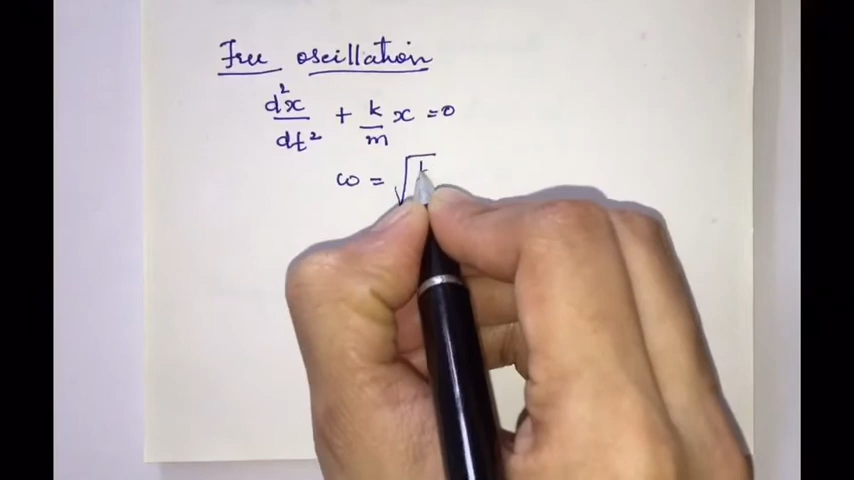 Free oscillation
d²x/dt² + k/m x = 0
ω = √k